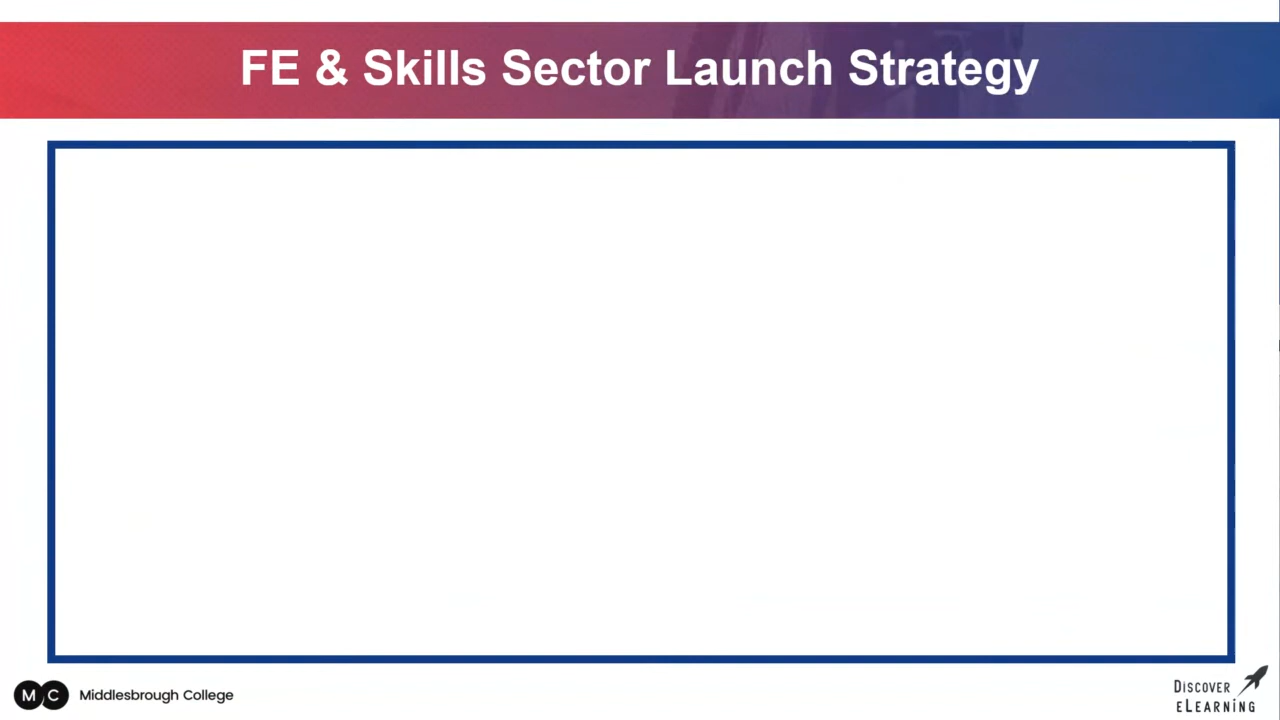 FE & Skills Sector Launch Strategy
MC Middlesbrough College
Discover
eLearning